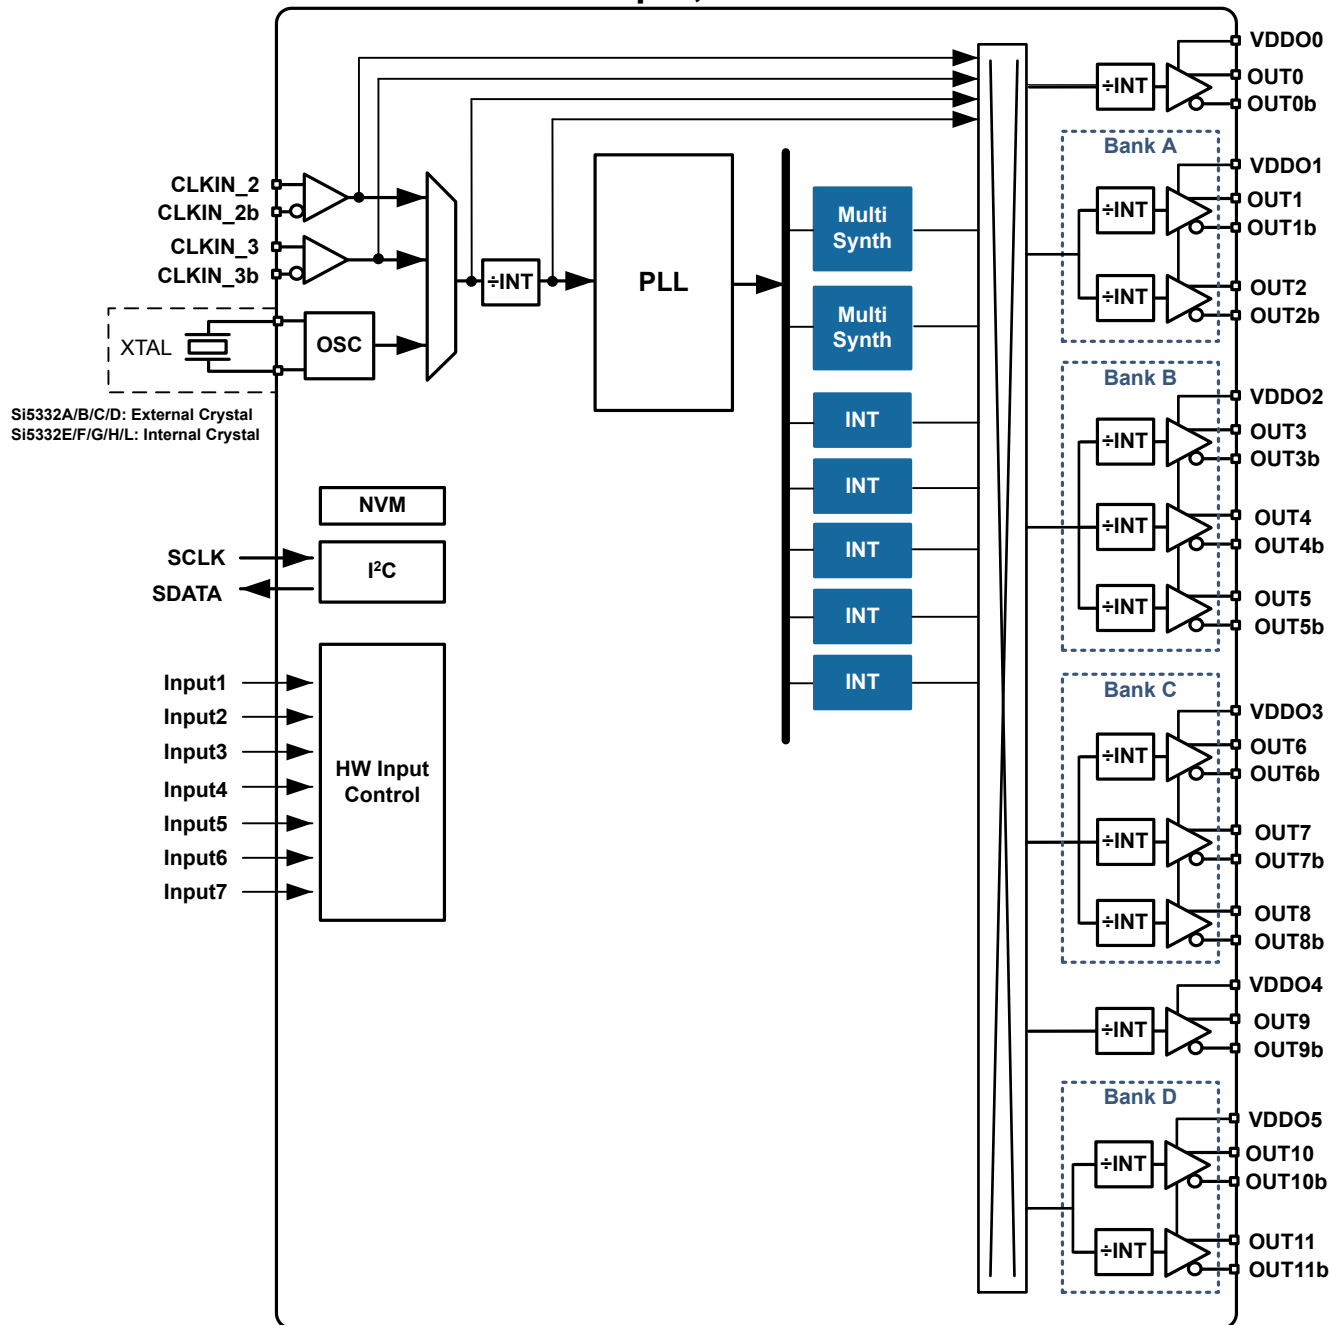 VDDO0
OUT0
OUT0b
÷INT
Bank A
VDDO1
OUT1
OUT1b
÷INT
OUT2
OUT2b
÷INT
CLKIN_2
CLKIN_2b
CLKIN_3
CLKIN_3b
XTAL
OSC
÷INT
PLL
Multi
Synth
Multi
Synth
INT
INT
INT
INT
INT
Si5332A/B/C/D: External Crystal
Si5332E/F/G/H/L: Internal Crystal
NVM
SCLK
SDATA
I²C
Input1
Input2
Input3
Input4
Input5
Input6
Input7
HW Input
Control
Bank B
VDDO2
OUT3
OUT3b
÷INT
OUT4
OUT4b
÷INT
OUT5
OUT5b
÷INT
Bank C
VDDO3
OUT6
OUT6b
÷INT
OUT7
OUT7b
÷INT
OUT8
OUT8b
÷INT
VDDO4
OUT9
OUT9b
÷INT
Bank D
VDDO5
OUT10
OUT10b
÷INT
OUT11
OUT11b
÷INT